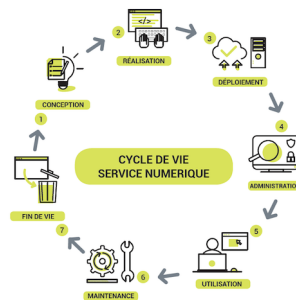 2
</>
RÉALISATION
3
DÉPLOIEMENT
CONCEPTION
1
4
ADMINISTRATION
CYCLE DE VIE
SERVICE NUMERIQUE
5
UTILISATION
6
MAINTENANCE
7
FIN DE VIE